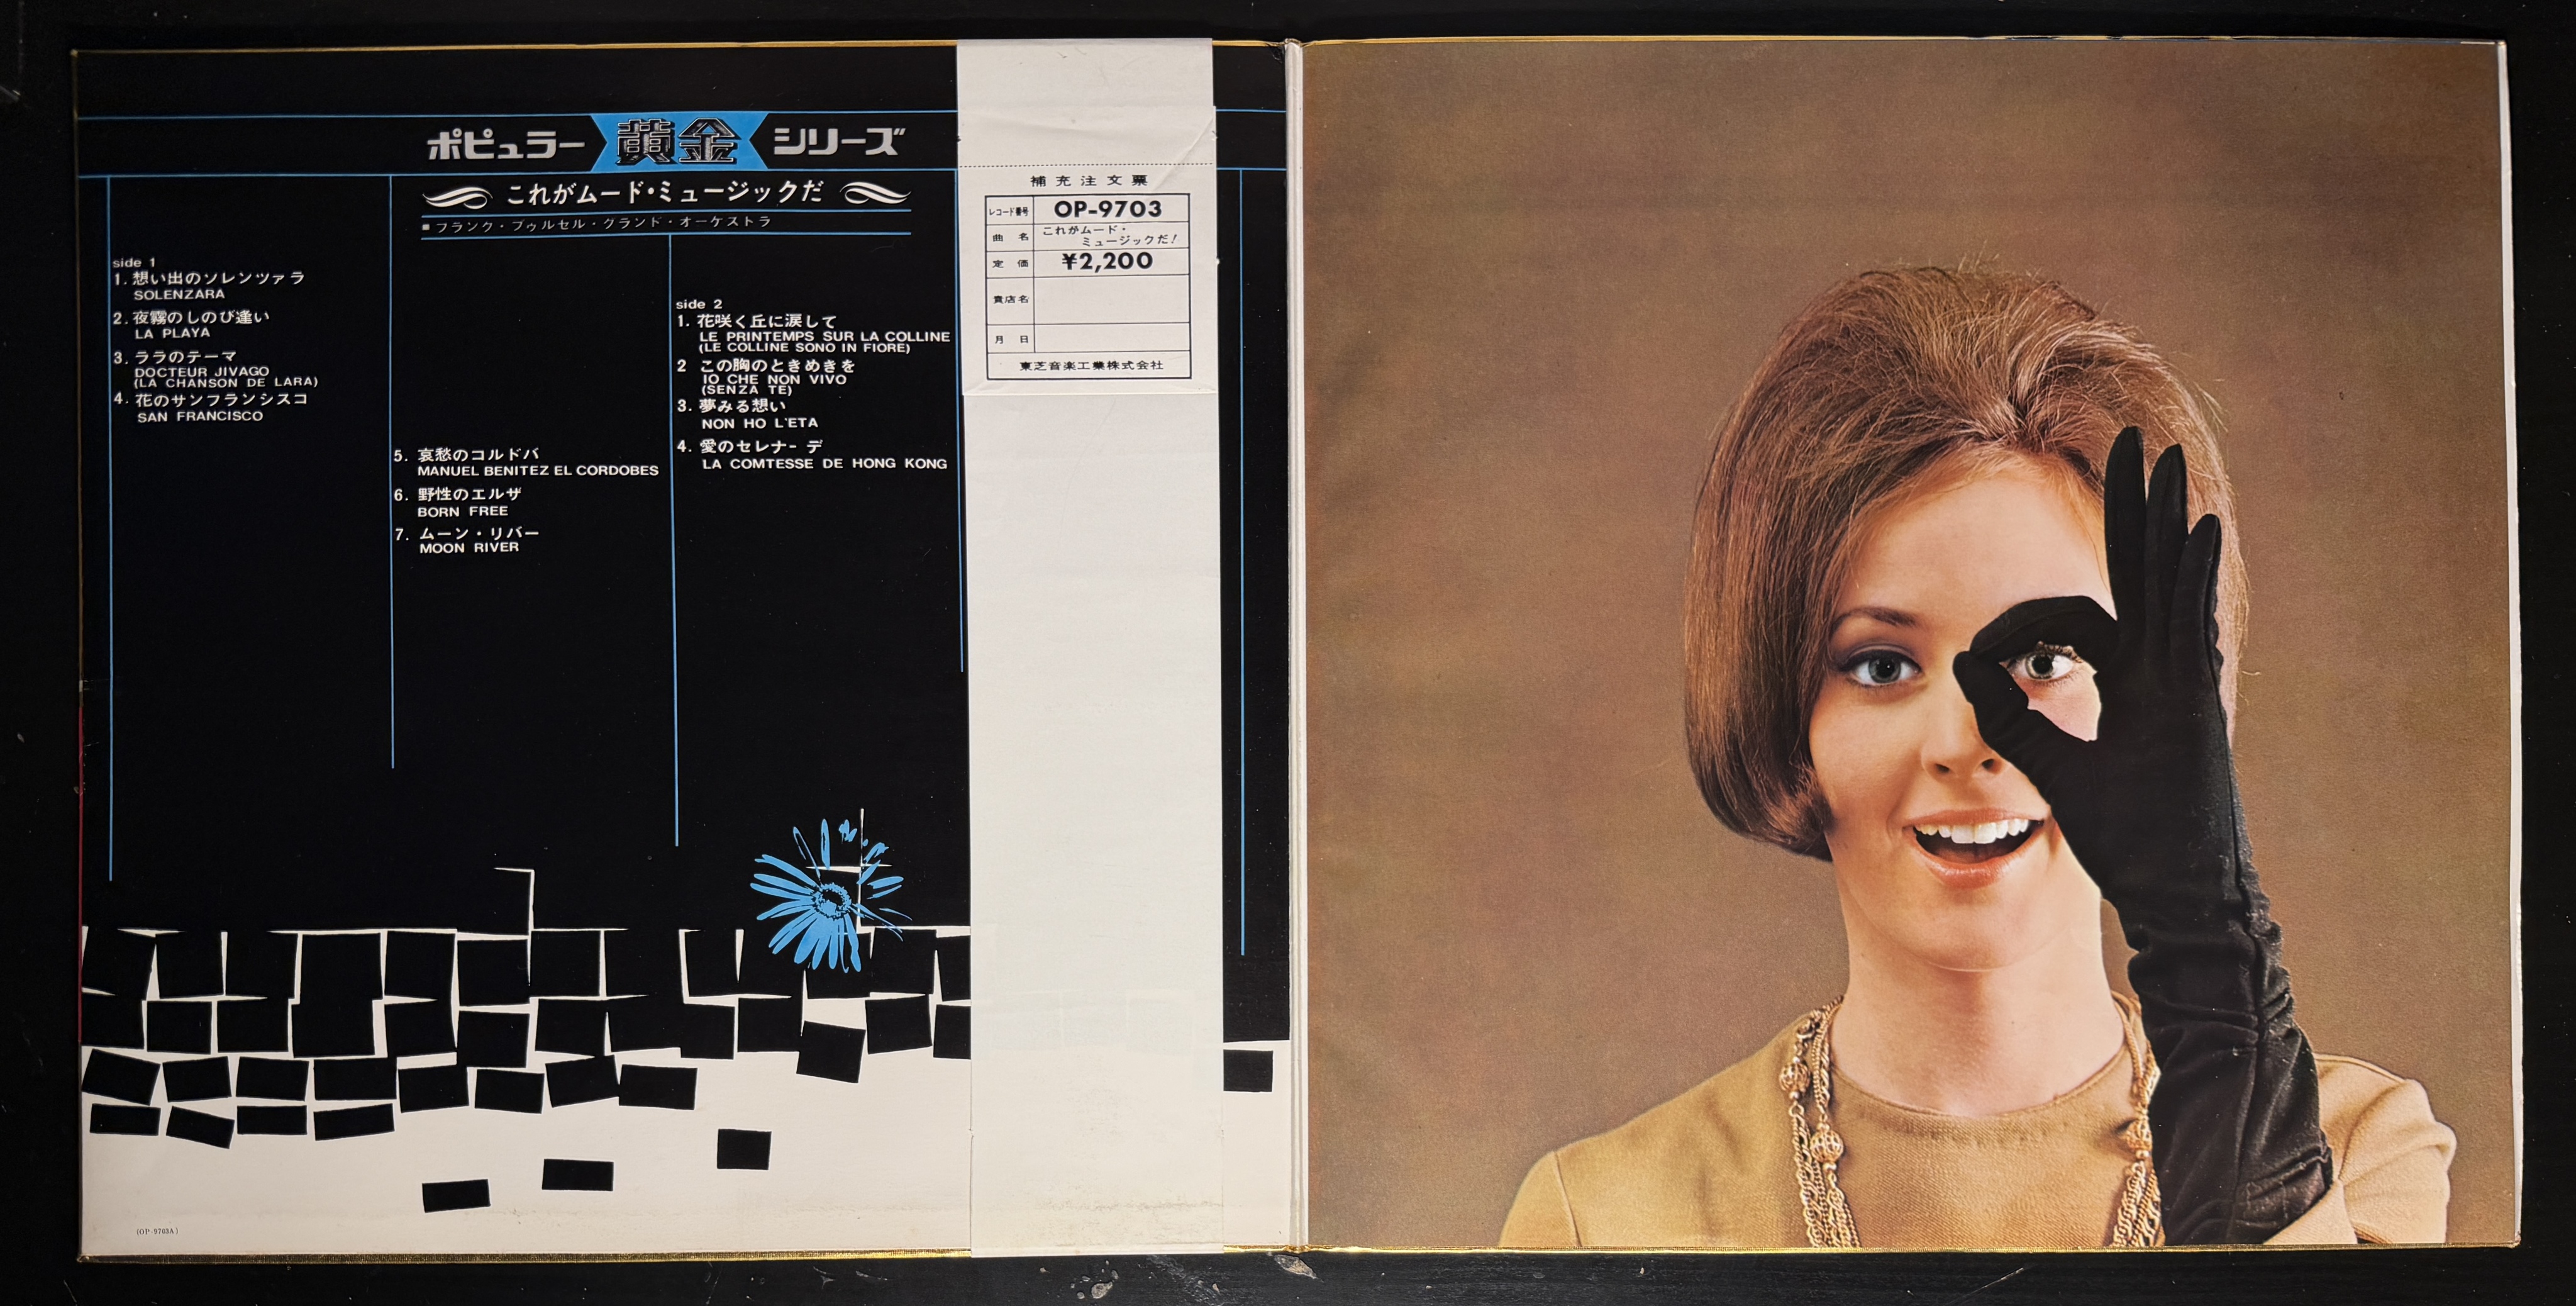 ポピュラー黄金シリーズ
これがムード・ミュージックだ
■フランク・プゥルセル・グランド・オーケストラ
side 1
1. 想い出のソレンツァラ
SOLENZARA
2. 夜霧のしのび逢い
LA PLAYA
3. ララのテーマ
DOCTEUR JIVAGO
(LA CHANSON DE LARA)
4. 花のサンフランシスコ
SAN FRANCISCO
5. 哀愁のコルドバ
MANUEL BENITEZ EL CORDOBES
6. 野性のエルザ
BORN FREE
7. ムーン・リバー
MOON RIVER
side 2
1. 花咲く丘に涙して
LE PRINTEMPS SUR LA COLLINE
(LE COLLINE SONO IN FIORE)
2 この胸のときめきを
IO CHE NON VIVO
(SENZA TE)
3. 夢みる想い
NON HO L'ETA
4. 愛のセレナーデ
LA COMTESSE DE HONG KONG
補充注文票
レコード番号 OP-9703
曲名 これがムード・
ミュージックだ!
定価 ¥2,200
貴店名
月日
東芝音楽工業株式会社
(OP-9703A)